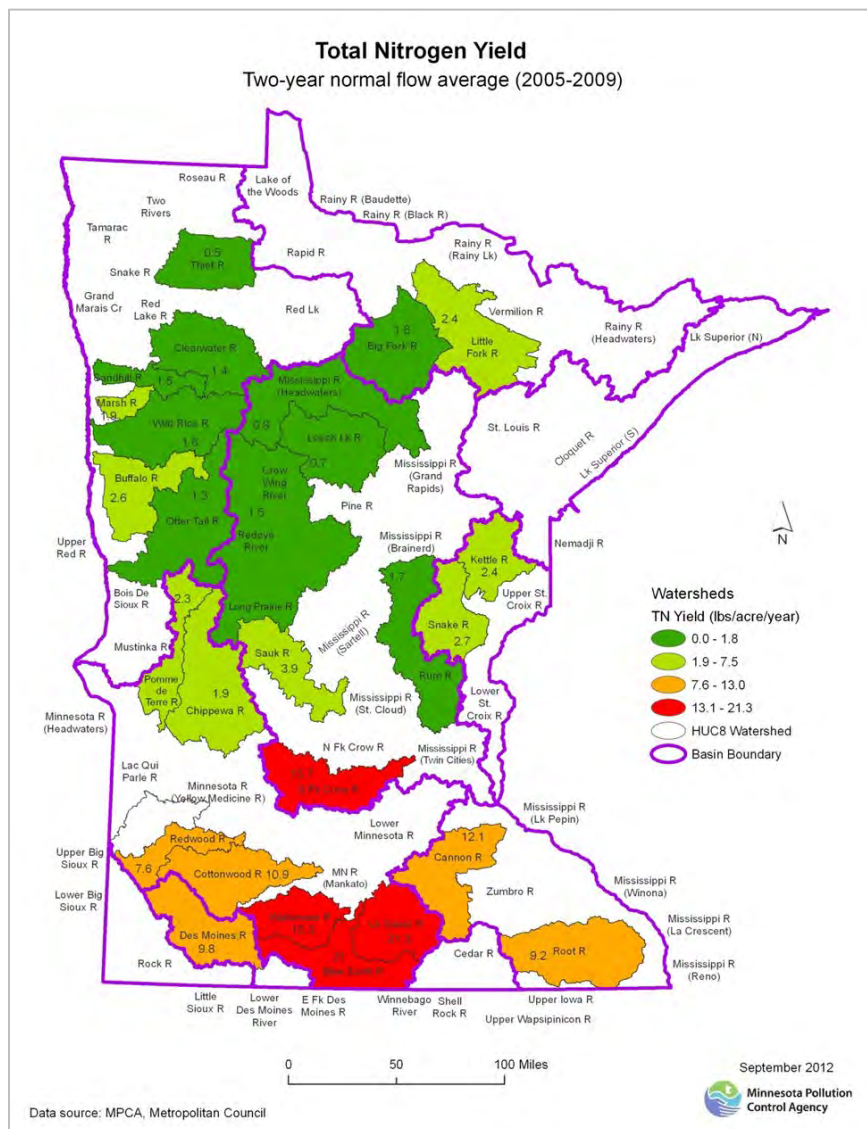 Total Nitrogen Yield
Two-year normal flow average (2005-2009)
Roseau R
Lake of
the Woods
Two
Rivers
Rainy R (Baudette)
Rainy R (Black R)
Tamarac
R
Rapid R
Rainy R
(Rainy Lk)
0.5
Thief R
Snake R
Grand
Marais Cr
Red
Lake R
Red Lk
2.4
Vermilion R
Rainy R
(Headwaters)
Lk Superior (N)
Big Fork R
Little
Fork R
Clearwater R
1.4
Sandhill R
1.5
Mississippi R
(Headwaters)
Marsh R
1.9
Wild Rice R
1.6
0.9
Leech Lk R
0.7
St. Louis R
Cloquet R
Lk Superior (S)
Mississippi R
(Grand
Rapids)
Buffalo R
2.6
1.3
Otter Tail R
Crow
Wing
River
1.5
Redeye
River
Pine R
Upper
Red R
Mississippi R
(Brainerd)
Nemadji R
N
Kettle R
2.4
Bois De
Sioux R
2.3
Long Prairie R
1.7
Upper St.
Croix R
Mississippi R
(Sartell)
Snake R
2.7
Mustinka R
Sauk R
3.9
Rum R
Pomme
de
Terre R
1.9
Chippewa R
Mississippi R
(St. Cloud)
Lower
St.
Croix R
Minnesota R
(Headwaters)
N Fk Crow R
Mississippi R
(Twin Cities)
Lac Qui
Parle R
Minnesota R
(Yellow Medicine R)
Lower
Minnesota R
Mississippi R
(Lk Pepin)
Redwood R
Upper Big
Sioux R
7.6
Cottonwood R 10.9
12.1
Cannon R
MN R
(Mankato)
Zumbro R
Mississippi R
(Winona)
Lower Big
Sioux R
Mississippi R
(La Crescent)
Des Moines R
9.8
Rock R
Cedar R
9.2
Root R
Mississippi R
(Reno)
Little
Sioux R
Lower
Des Moines
River
E Fk Des
Moines R
Winnebago
River
Shell
Rock R
Upper Iowa R
Upper Wapsipinicon R
Watersheds
TN Yield (lbs/acre/year)
0.0 - 1.8
1.9 - 7.5
7.6 - 13.0
13.1 - 21.3
HUC8 Watershed
Basin Boundary
0 50 100 Miles
September 2012
Minnesota Pollution
Control Agency
Data source: MPCA, Metropolitan Council